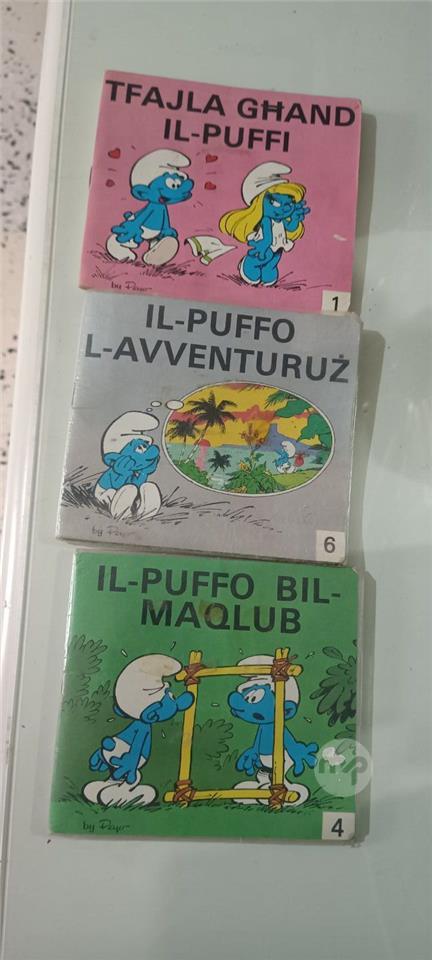 TFAJLA GĦAND
IL-PUFFI
by Peyo
1
IL-PUFFO
L-AVVENTURUŻ
by Peyo
6
IL-PUFFO BIL-
MAQLUB
by Peyo
4